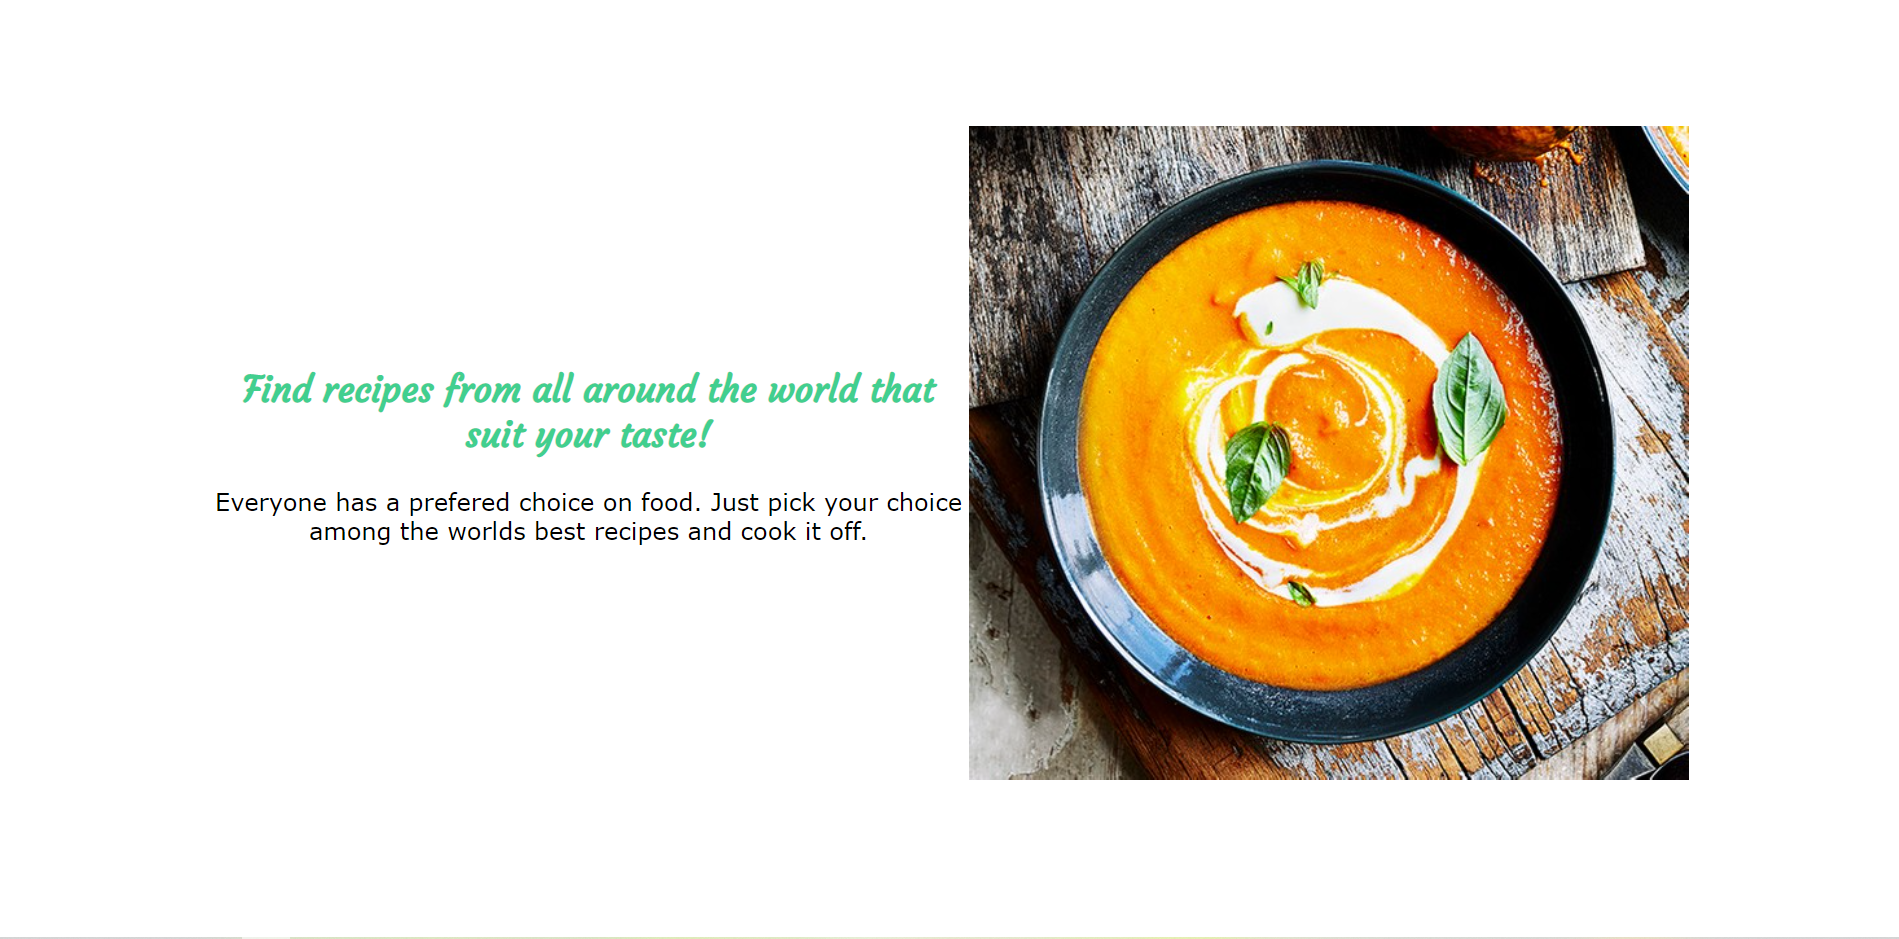 Find recipes from all around the world that
suit your taste!
Everyone has a prefered choice on food. Just pick your choice
among the worlds best recipes and cook it off.